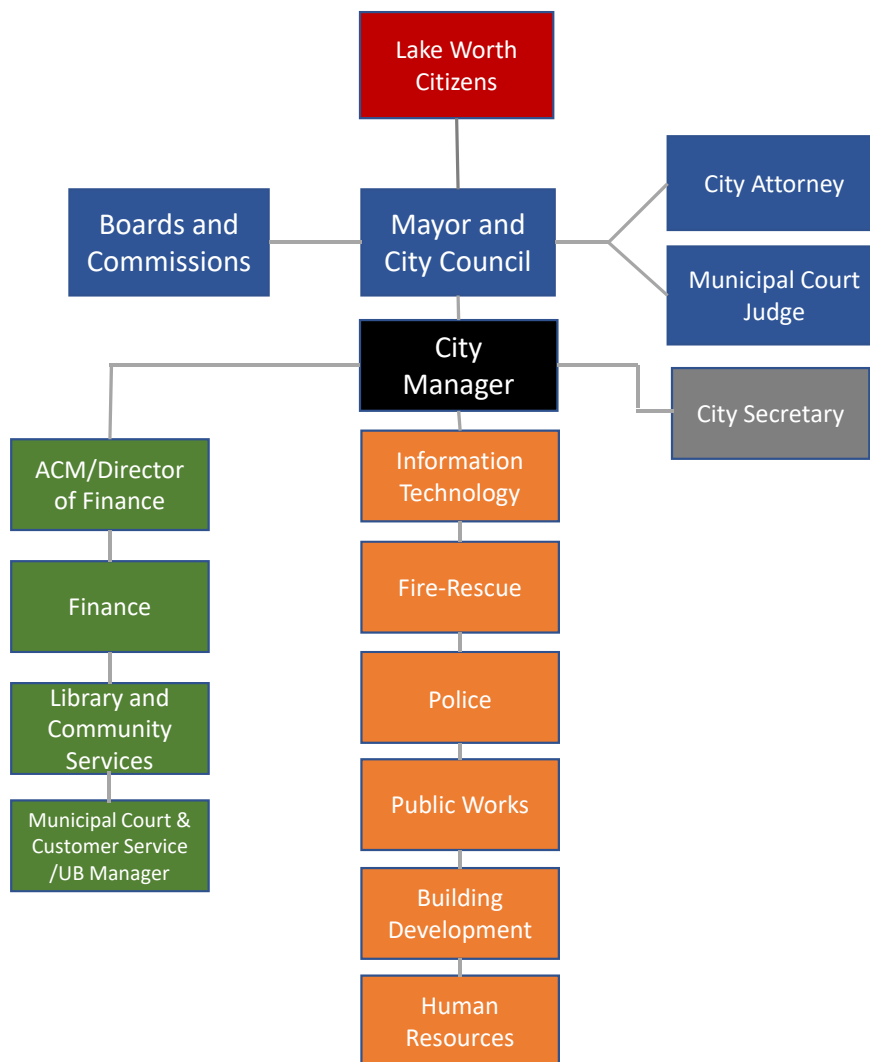 Lake Worth
Citizens
City Attorney
Boards and
Commissions
Mayor and
City Council
Municipal Court
Judge
City
Manager
City Secretary
ACM/Director
of Finance
Information
Technology
Finance
Fire-Rescue
Library and
Community
Services
Police
Municipal Court &
Customer Service
/UB Manager
Public Works
Building
Development
Human
Resources